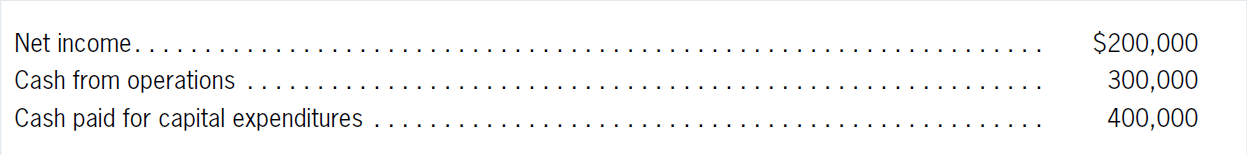 Net income. . . . . . . . . . . . . . . . . . . . . . . . . . . . . . . . . . . . . . . . . . . . . . . . . . . . . . . . . . . . . . . . . $200,000
Cash from operations . . . . . . . . . . . . . . . . . . . . . . . . . . . . . . . . . . . . . . . . . . . . . . . . . . . . . . . . . 300,000
Cash paid for capital expenditures . . . . . . . . . . . . . . . . . . . . . . . . . . . . . . . . . . . . . . . . . . . . . . . . 400,000